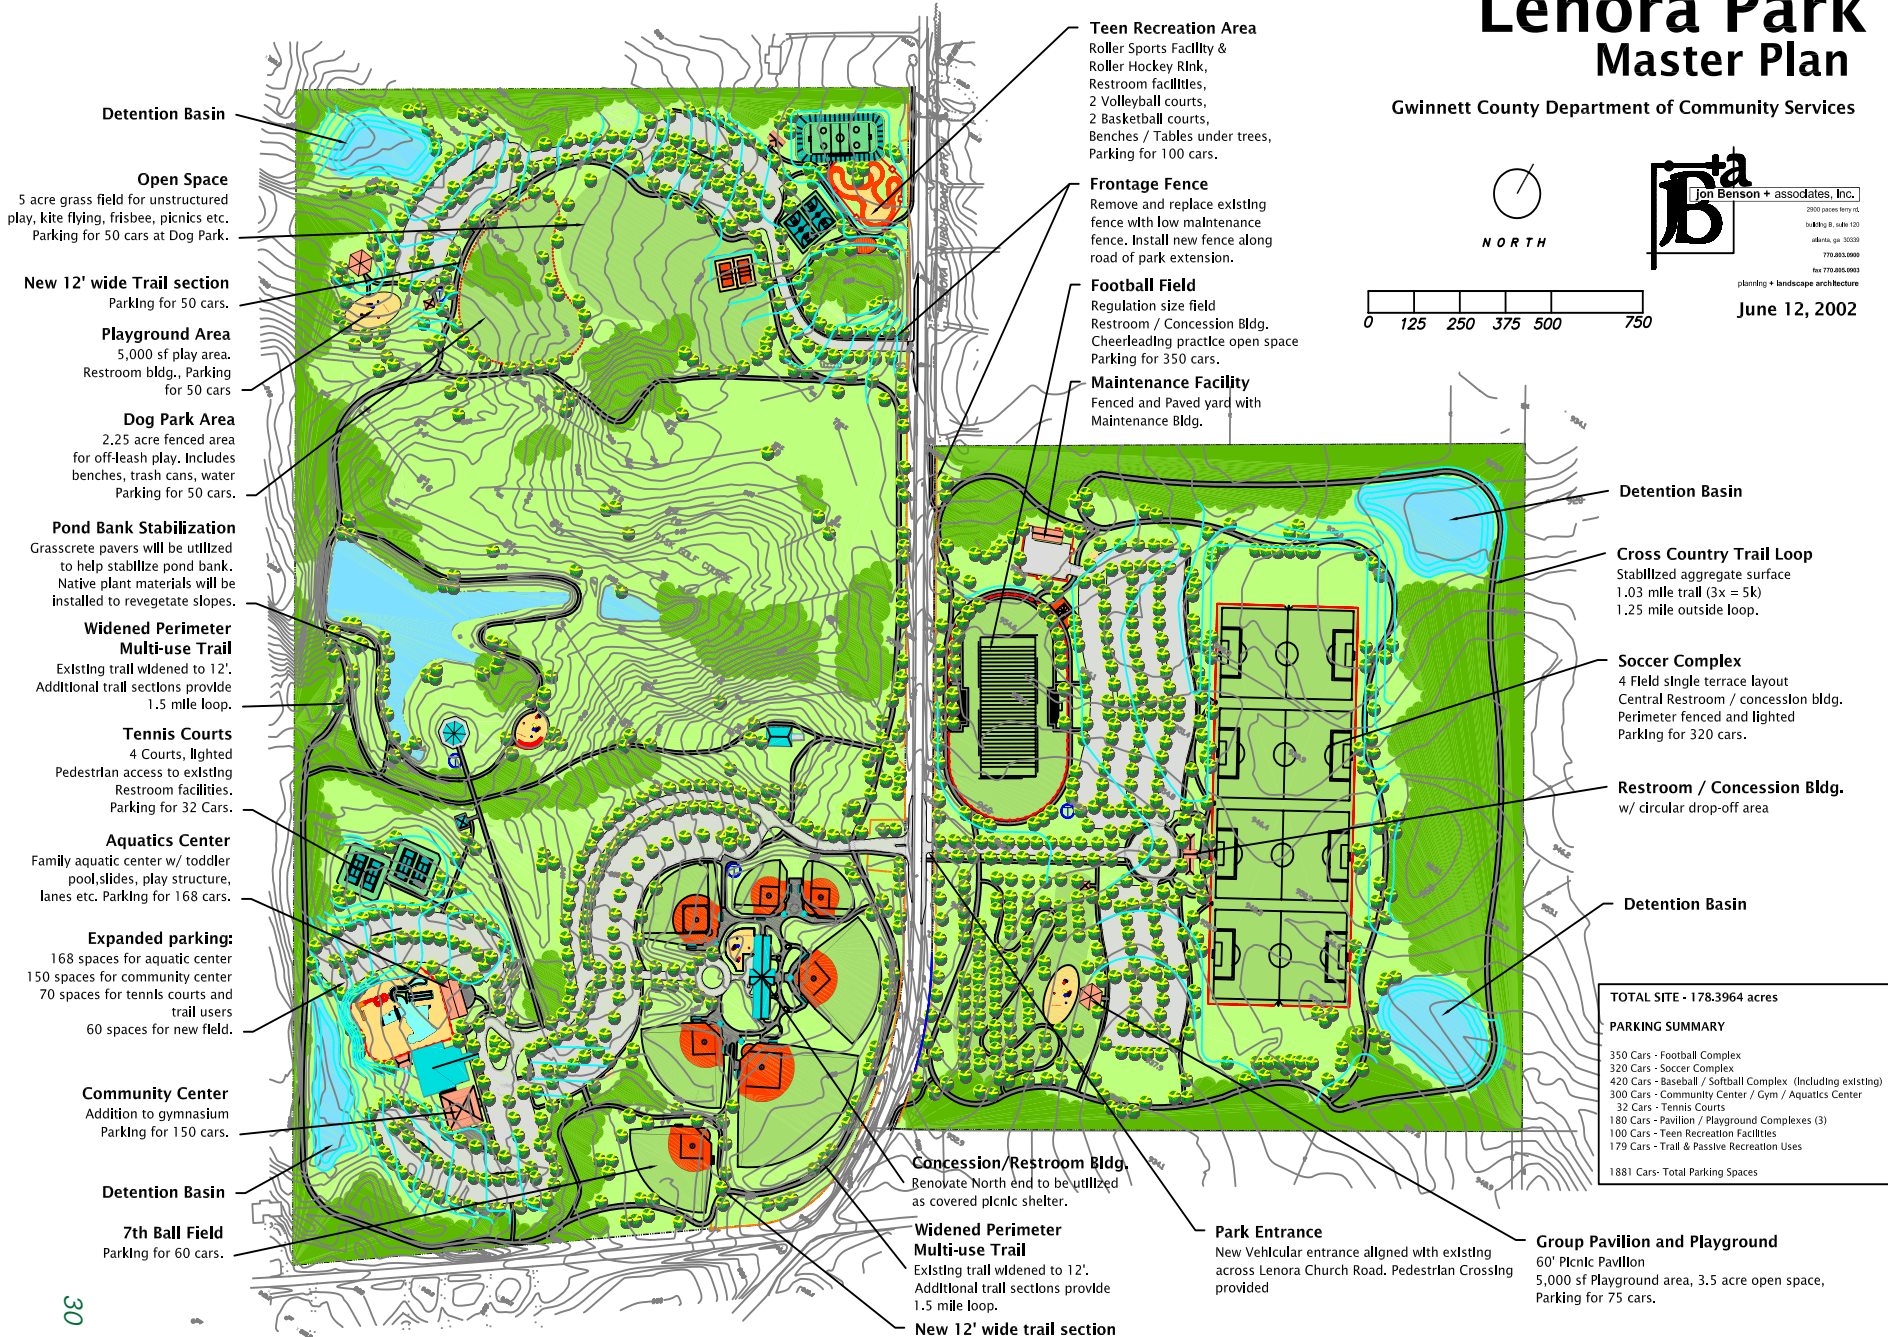 Lenora Park
Master Plan
Gwinnett County Department of Community Services
NORTH
jon Benson + associates, Inc.
2900 paces ferry rd.
building B, suite 120
atlanta, ga 30339
770.803.0900
fax 770.805.0903
planning + landscape architecture
June 12, 2002
0 125 250 375 500 750
Detention Basin
Open Space
5 acre grass field for unstructured
play, kite flying, frisbee, picnics etc.
Parking for 50 cars at Dog Park.
New 12' wide Trail section
Parking for 50 cars.
Playground Area
5,000 sf play area.
Restroom bldg., Parking
for 50 cars
Dog Park Area
2.25 acre fenced area
for off-leash play. Includes
benches, trash cans, water
Parking for 50 cars.
Pond Bank Stabilization
Grasscrete pavers will be utilized
to help stabilize pond bank.
Native plant materials will be
installed to revegetate slopes.
Widened Perimeter
Multi-use Trail
Existing trail widened to 12'.
Additional trail sections provide
1.5 mile loop.
Tennis Courts
4 Courts, lighted
Pedestrian access to existing
Restroom facilities.
Parking for 32 Cars.
Aquatics Center
Family aquatic center w/ toddler
pool,slides, play structure,
lanes etc. Parking for 168 cars.
Expanded parking:
168 spaces for aquatic center
150 spaces for community center
70 spaces for tennis courts and
trail users
60 spaces for new field.
Community Center
Addition to gymnasium
Parking for 150 cars.
Detention Basin
7th Ball Field
Parking for 60 cars.
30
Teen Recreation Area
Roller Sports Facility &
Roller Hockey Rink,
Restroom facilities,
2 Volleyball courts,
2 Basketball courts,
Benches / Tables under trees,
Parking for 100 cars.
Frontage Fence
Remove and replace existing
fence with low maintenance
fence. Install new fence along
road of park extension.
Football Field
Regulation size field
Restroom / Concession Bldg.
Cheerleading practice open space
Parking for 350 cars.
Maintenance Facility
Fenced and Paved yard with
Maintenance Bldg.
Detention Basin
Cross Country Trail Loop
Stabilized aggregate surface
1.03 mile trail (3x = 5k)
1.25 mile outside loop.
Soccer Complex
4 Field single terrace layout
Central Restroom / concession bldg.
Perimeter fenced and lighted
Parking for 320 cars.
Restroom / Concession Bldg.
w/ circular drop-off area
Detention Basin
TOTAL SITE - 178.3964 acres
PARKING SUMMARY
350 Cars - Football Complex
320 Cars - Soccer Complex
420 Cars - Baseball / Softball Complex (Including existing)
300 Cars - Community Center / Gym / Aquatics Center
32 Cars - Tennis Courts
180 Cars - Pavilion / Playground Complexes (3)
100 Cars - Teen Recreation Facilities
179 Cars - Trail & Passive Recreation Uses
1881 Cars- Total Parking Spaces
Concession/Restroom Bldg.
Renovate North end to be utilized
as covered picnic shelter.
Widened Perimeter
Multi-use Trail
Existing trail widened to 12'.
Additional trail sections provide
1.5 mile loop.
New 12' wide trail section
Park Entrance
New Vehicular entrance aligned with existing
across Lenora Church Road. Pedestrian Crossing
provided
Group Pavilion and Playground
60' Picnic Pavilion
5,000 sf Playground area, 3.5 acre open space,
Parking for 75 cars.